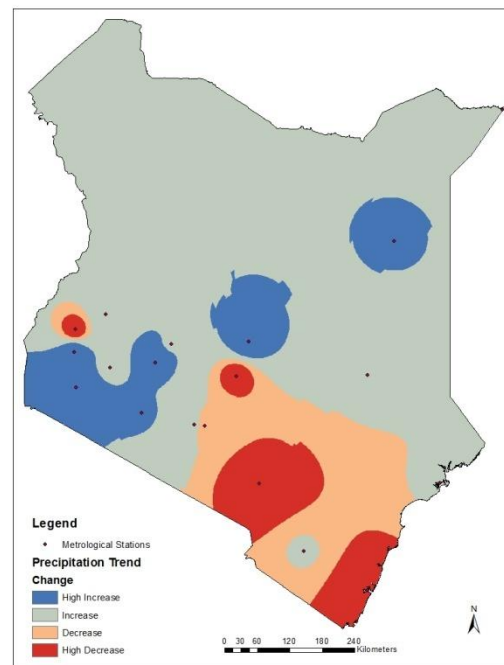 Legend
Metrological Stations
Precipitation Trend
Change
High Increase
Increase
Decrease
High Decrease
N
0 30 60 120 180 240
Kilometers